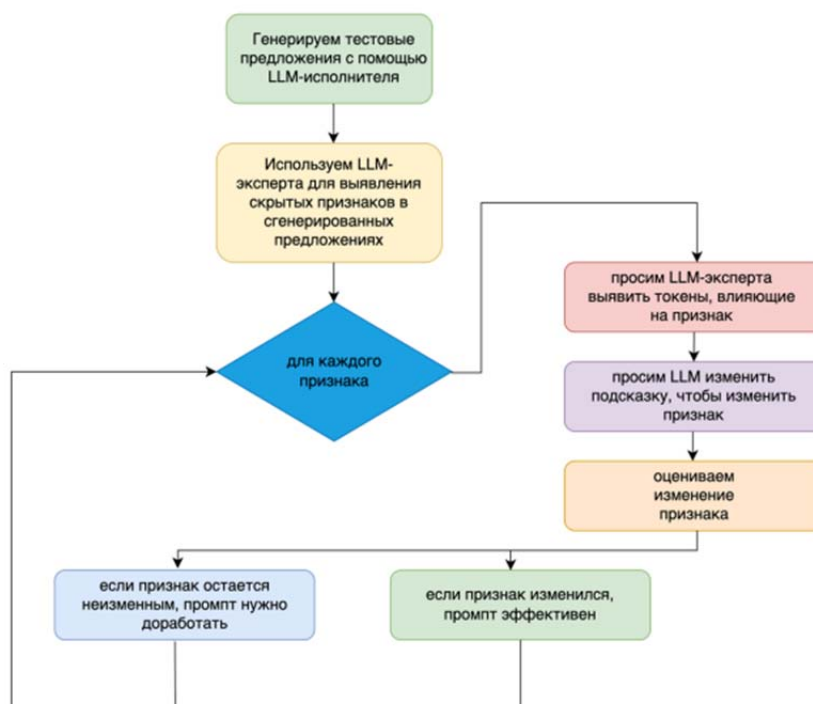 Генерируем тестовые
предложения с помощью
LLM-исполнителя
Используем LLM-
эксперта для выявления
скрытых признаков в
сгенерированных
предложениях
для каждого
признака
просим LLM-эксперта
выявить токены, влияющие
на признак
просим LLM изменить
подсказку, чтобы изменить
признак
оцениваем
изменение
признака
если признак остается
неизменным, промпт нужно
доработать
если признак изменился,
промпт эффективен